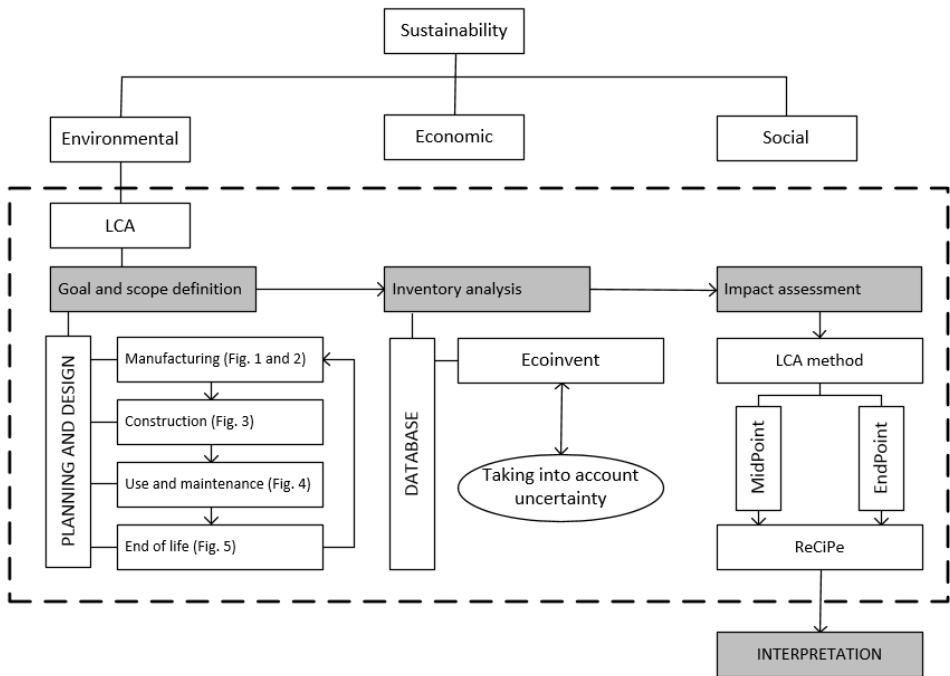 Sustainability
Environmental
Economic
Social
LCA
Goal and scope definition
Inventory analysis
Impact assessment
PLANNING AND DESIGN
Manufacturing (Fig. 1 and 2)
Construction (Fig. 3)
Use and maintenance (Fig. 4)
End of life (Fig. 5)
DATABASE
Ecoinvent
Taking into account
uncertainty
LCA method
MidPoint
EndPoint
ReCiPe
INTERPRETATION